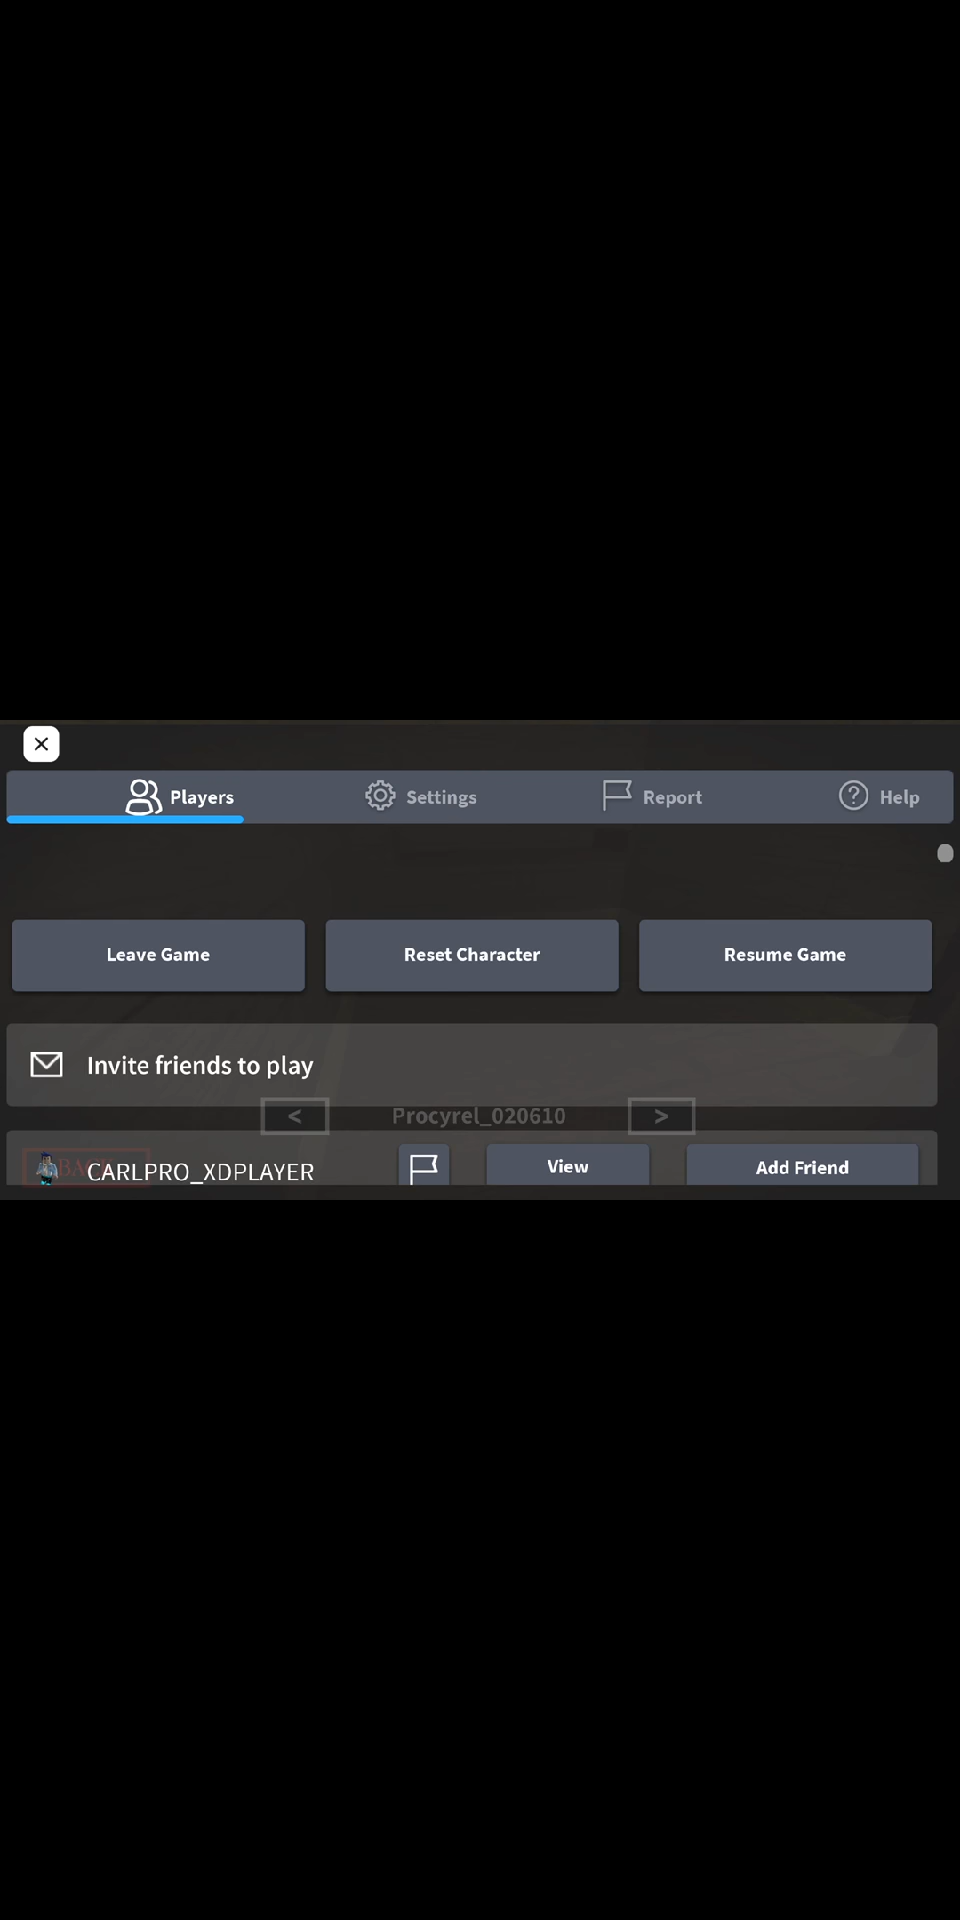 Players
Settings
Report
Help
Leave Game
Reset Character
Resume Game
Invite friends to play
< Procyrel_020610 >
BACK
CARLPRO_XDPLAYER
View
Add Friend